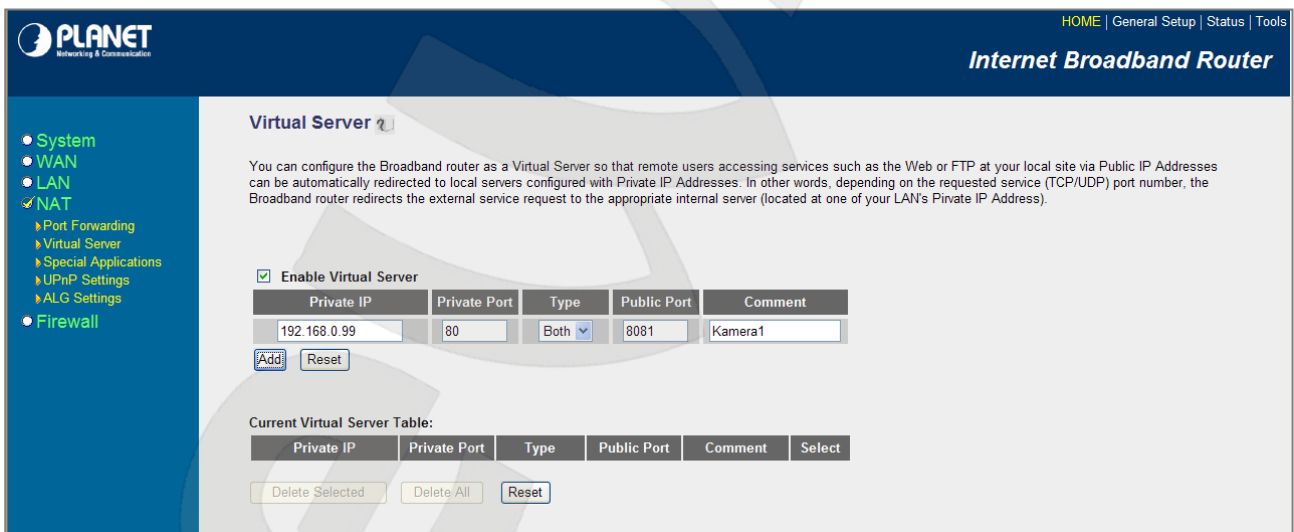 PLANET
Networking & Communication
HOME | General Setup | Status | Tools
Internet Broadband Router
System
WAN
LAN
NAT
Port Forwarding
Virtual Server
Special Applications
UPnP Settings
ALG Settings
Firewall
Virtual Server
You can configure the Broadband router as a Virtual Server so that remote users accessing services such as the Web or FTP at your local site via Public IP Addresses
can be automatically redirected to local servers configured with Private IP Addresses. In other words, depending on the requested service (TCP/UDP) port number, the
Broadband router redirects the external service request to the appropriate internal server (located at one of your LAN's Private IP Address).
Enable Virtual Server
Private IP Private Port Type Public Port Comment
192.168.0.99 80 Both 8081 Kamera1
Add Reset
Current Virtual Server Table:
Private IP Private Port Type Public Port Comment Select
Delete Selected Delete All Reset